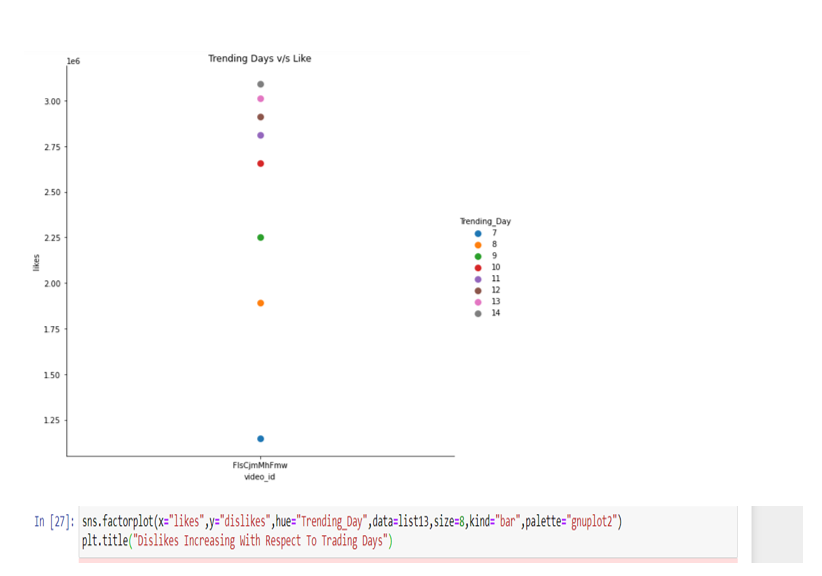 Trending Days v/s Like
1e6
3.00
2.75
2.50
2.25
2.00
1.75
1.50
1.25
likes
FlsCjmMhFmw
video_id
Trending_Day
7
8
9
10
11
12
13
14
In [27]: sns.factorplot(x="likes",y="dislikes",hue="Trending_Day",data=list13,size=8,kind="bar",palette="gnuplot2")
plt.title("Dislikes Increasing With Respect To Trading Days")